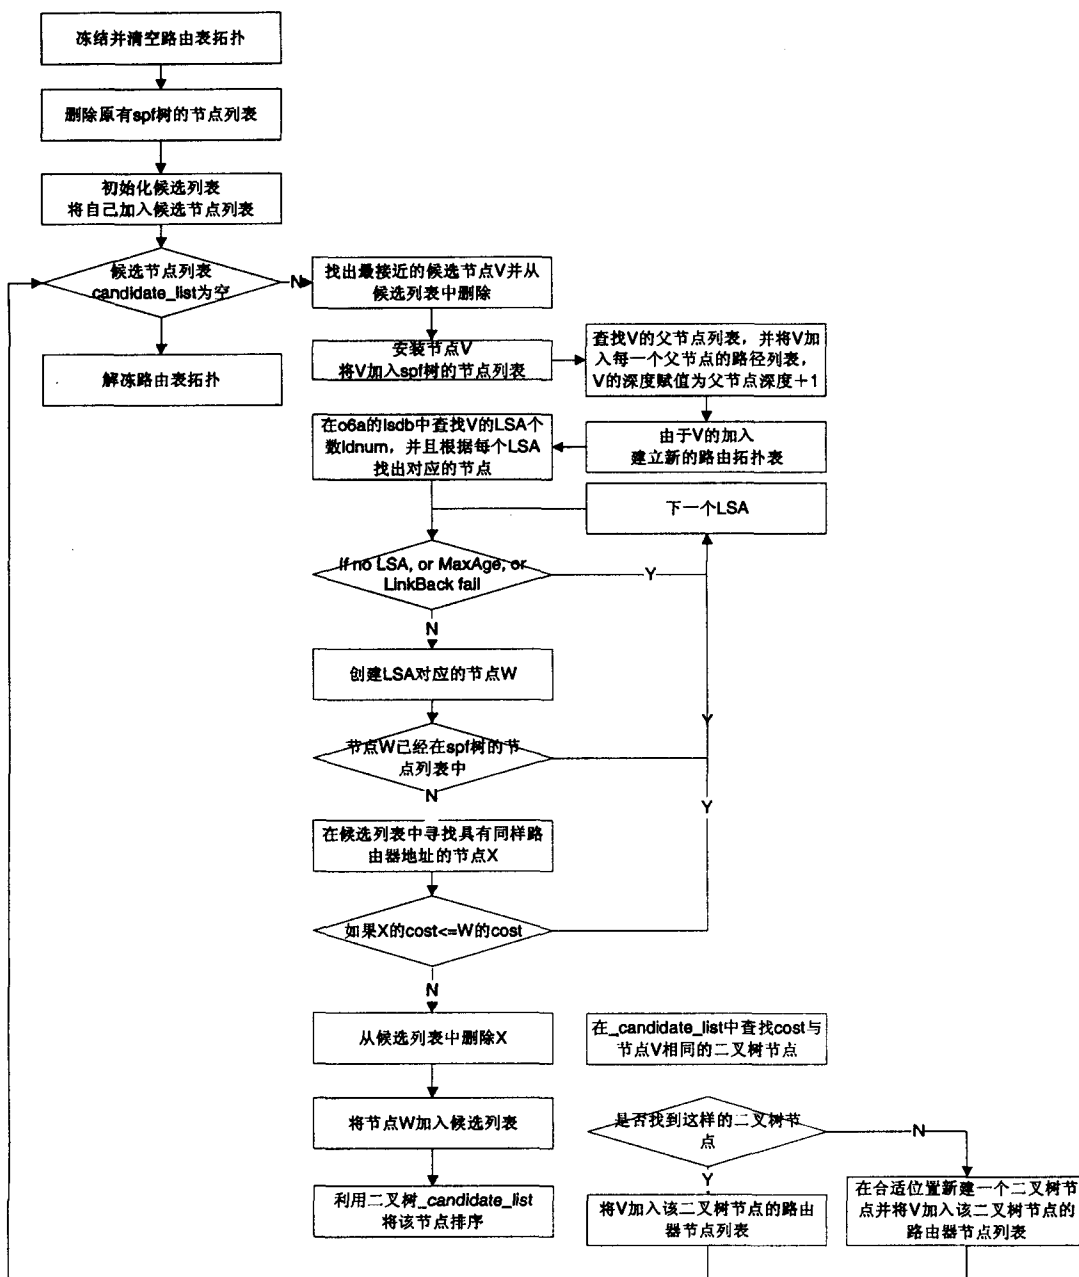 冻结并清空路由表拓扑
删除原有spf树的节点列表
初始化候选列表
将自己加入候选节点列表
候选节点列表
candidate_list为空
N
找出最接近的候选节点V并从
候选列表中删除
解冻路由表拓扑
安装节点V
将V加入spf树的节点列表
查找V的父节点列表，并将V加
入每一个父节点的路径列表，
V的深度赋值为父节点深度＋1
在o6a的lsdb中查找V的LSA个
数ldnum，并且根据每个LSA
找出对应的节点
由于V的加入
建立新的路由拓扑表
下一个LSA
If no LSA, or MaxAge, or
LinkBack fail
Y
N
创建LSA对应的节点W
Y
节点W已经在spf树的节
点列表中
N
Y
在候选列表中寻找具有同样路
由器地址的节点X
如果X的cost<=W的cost
N
从候选列表中删除X
在_candidate_list中查找cost与
节点V相同的二叉树节点
将节点W加入候选列表
是否找到这样的二叉树节
点
N
Y
利用二叉树_candidate_list
将该节点排序
将V加入该二叉树节点的路由
器节点列表
在合适位置新建一个二叉树节
点并将V加入该二叉树节点的
路由器节点列表